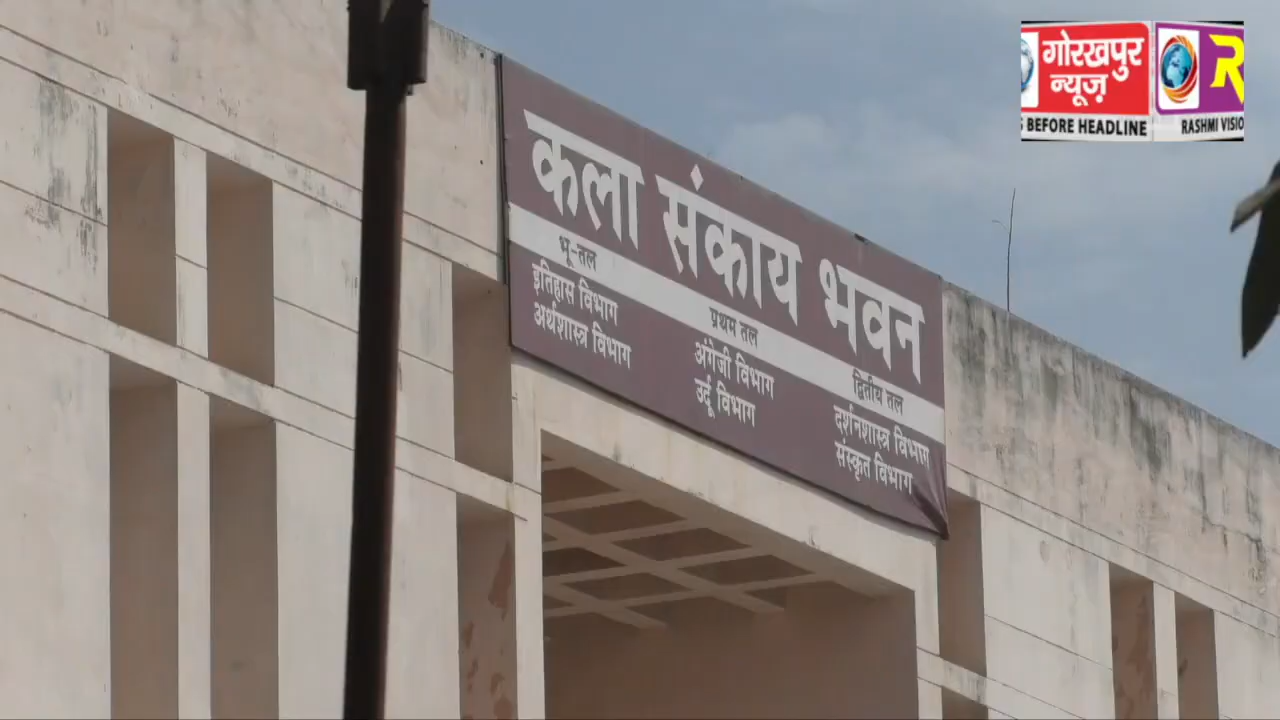 गोरखपुर
न्यूज़
BEFORE HEADLINE
R
RASHMI VISIO
कला संकाय भवन
भू-तल
इतिहास विभाग
अर्थशास्त्र विभाग
प्रथम तल
अंग्रेजी विभाग
उर्दू विभाग
द्वितीय तल
दर्शनशास्त्र विभाग
संस्कृत विभाग